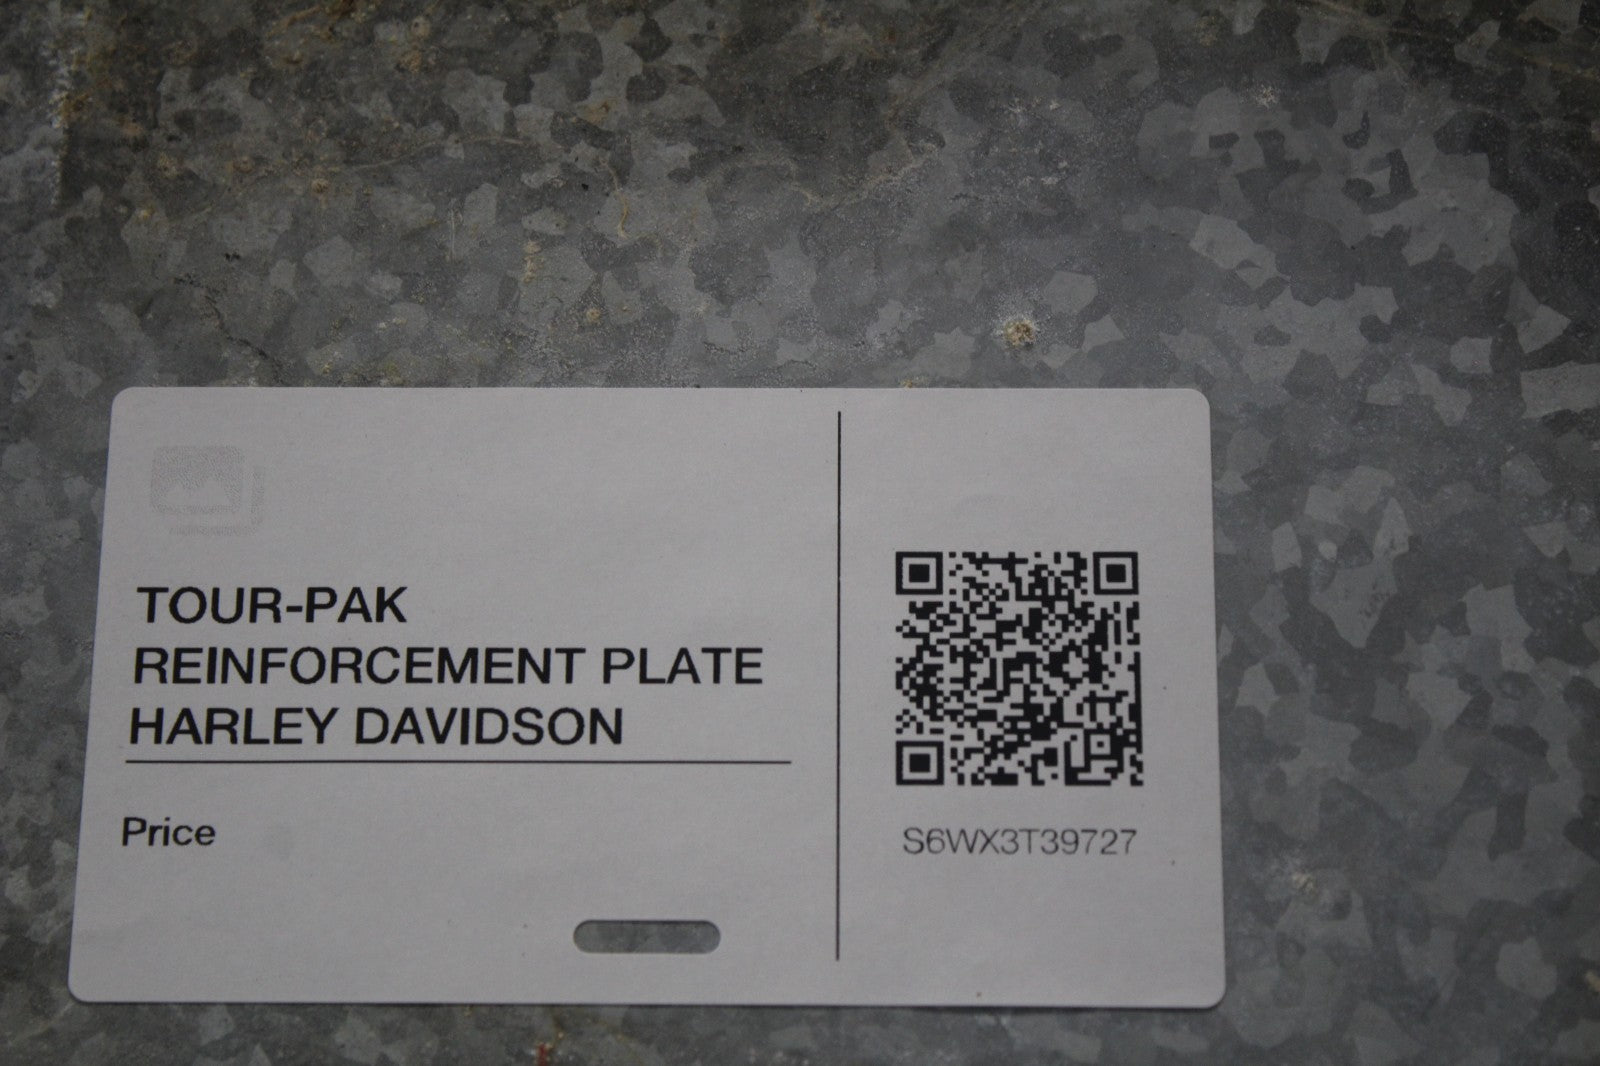 TOUR-PAK
REINFORCEMENT PLATE
HARLEY DAVIDSON
Price
S6WX3T39727